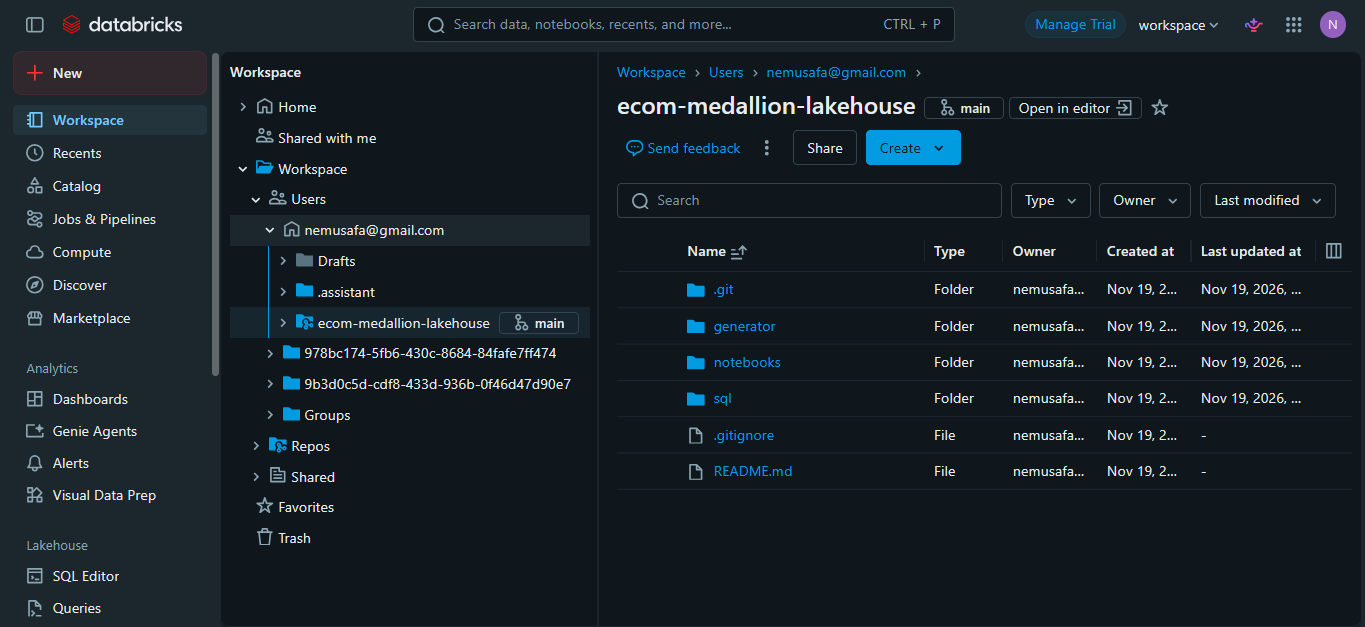 databricks
Search data, notebooks, recents, and more...
CTRL + P
Manage Trial
workspace
N
New
Workspace
Recents
Catalog
Jobs & Pipelines
Compute
Discover
Marketplace
Analytics
Dashboards
Genie Agents
Alerts
Visual Data Prep
Lakehouse
SQL Editor
Queries
Workspace
Home
Shared with me
Workspace
Users
nemusafa@gmail.com
Drafts
.assistant
ecom-medallion-lakehouse main
978bc174-5fb6-430c-8684-84fafe7ff474
9b3d0c5d-cdf8-433d-936b-0f46d47d90e7
Groups
Repos
Shared
Favorites
Trash
Workspace > Users > nemusafa@gmail.com >
ecom-medallion-lakehouse main Open in editor
Send feedback Share Create
Search Type Owner Last modified
Name Type Owner Created at Last updated at
.git Folder nemusafa... Nov 19, 2... Nov 19, 2026, ...
generator Folder nemusafa... Nov 19, 2... Nov 19, 2026, ...
notebooks Folder nemusafa... Nov 19, 2... Nov 19, 2026, ...
sql Folder nemusafa... Nov 19, 2... Nov 19, 2026, ...
.gitignore File nemusafa... Nov 19, 2... -
README.md File nemusafa... Nov 19, 2... -